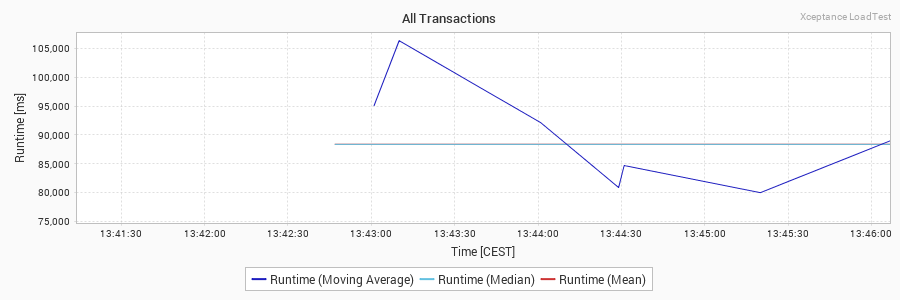 All Transactions
Xceptance LoadTest
Runtime [ms]
105,000
100,000
95,000
90,000
85,000
80,000
75,000
13:41:30 13:42:00 13:42:30 13:43:00 13:43:30 13:44:00 13:44:30 13:45:00 13:45:30 13:46:00
Time [CEST]
Runtime (Moving Average) Runtime (Median) Runtime (Mean)